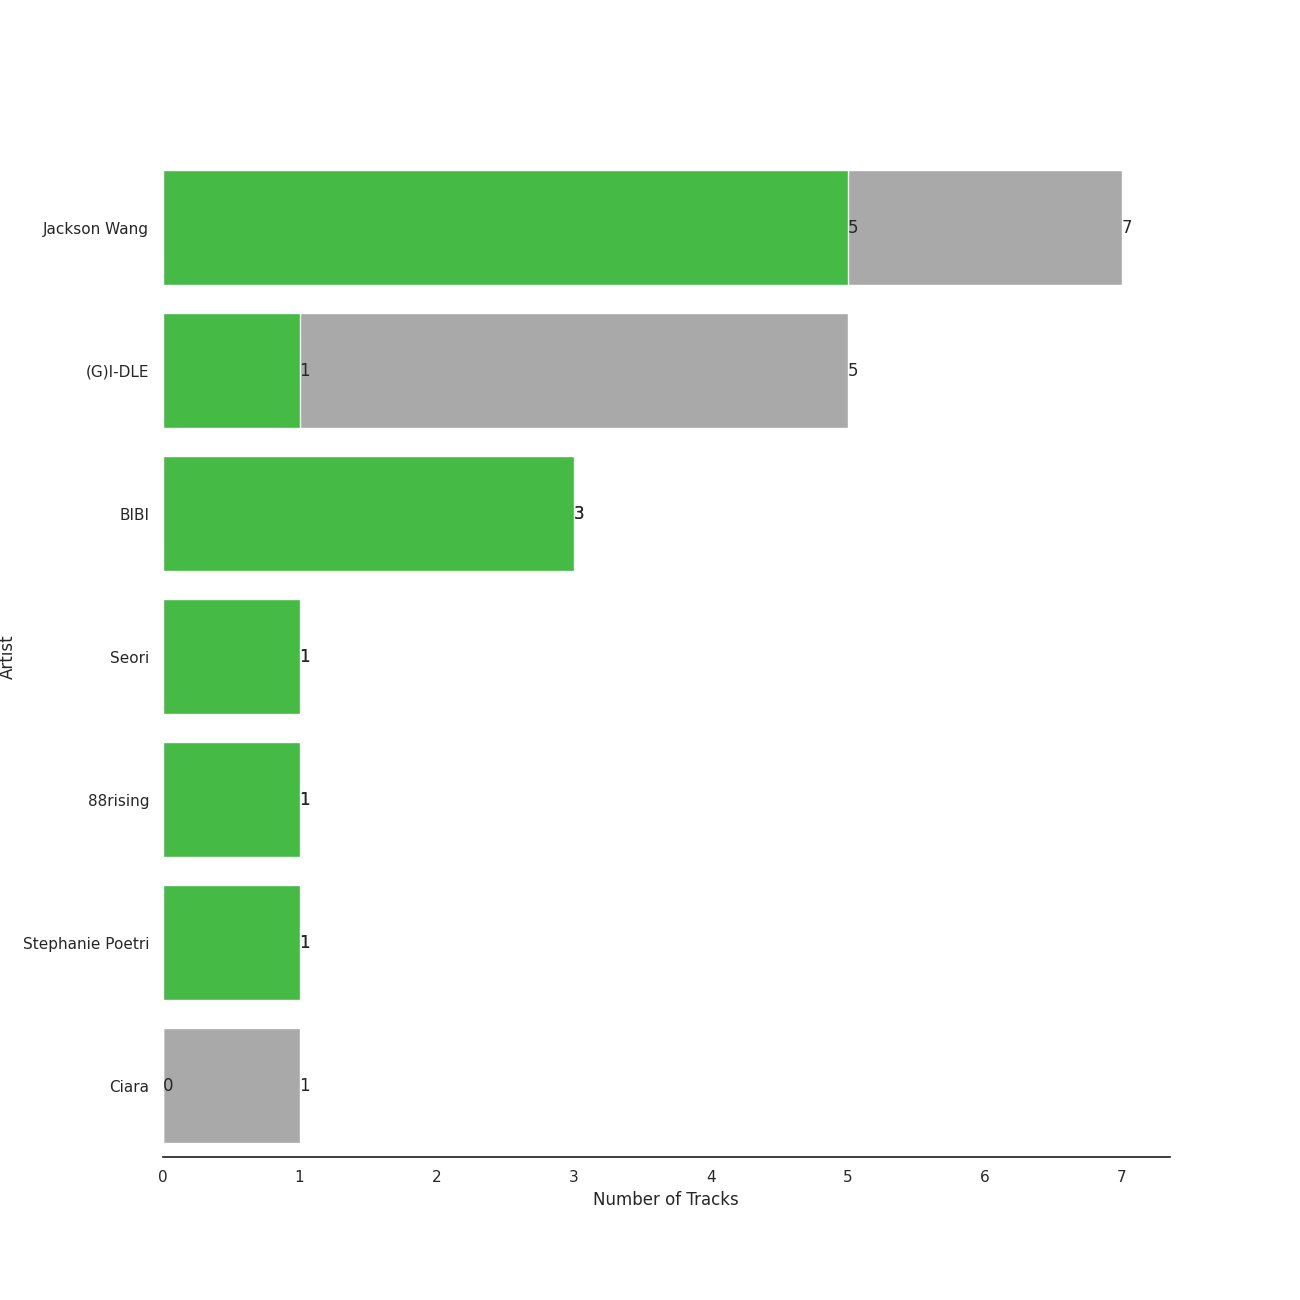 Jackson Wang
5
7
(G)I-DLE
1
5
BIBI
3
Seori
1
88rising
1
Stephanie Poetri
1
Ciara
0
1
Artist
0 1 2 3 4 5 6 7
Number of Tracks